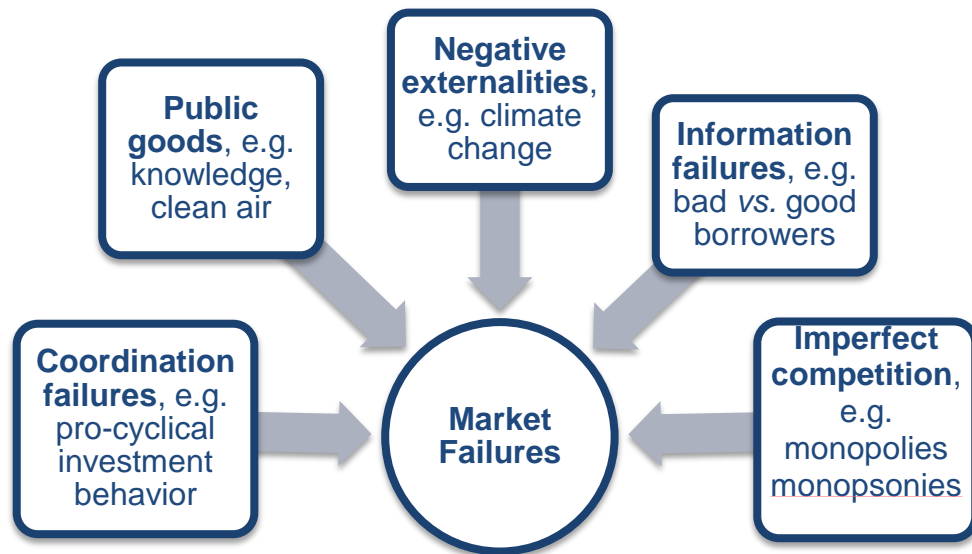 Coordination
failures, e.g.
pro-cyclical
investment
behavior
Public
goods, e.g.
knowledge,
clean air
Negative
externalities,
e.g. climate
change
Information
failures, e.g.
bad vs. good
borrowers
Imperfect
competition,
e.g.
monopolies
monopsonies
Market
Failures